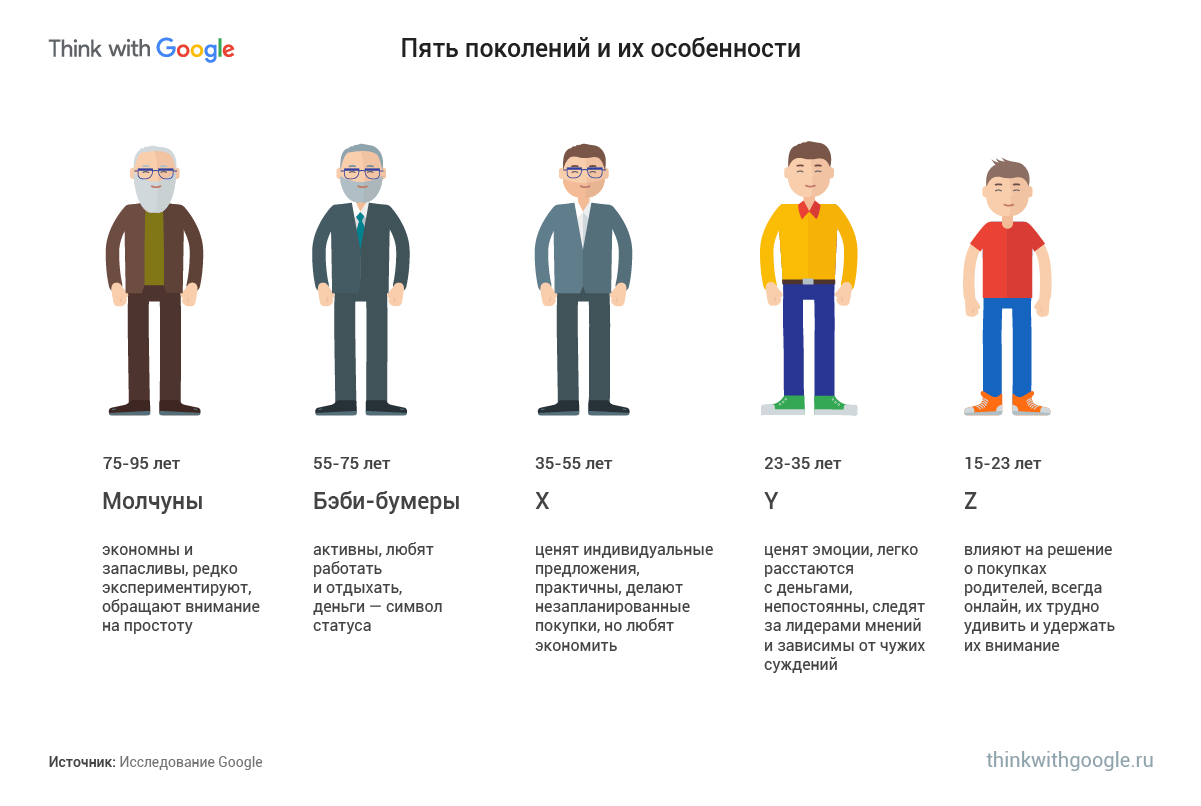 Think with Google
Пять поколений и их особенности
75-95 лет
Молчуны
экономны и
запасливы, редко
экспериментируют,
обращают внимание
на простоту
55-75 лет
Бэби-бумеры
активны, любят
работать
и отдыхать,
деньги — символ
статуса
35-55 лет
X
ценят индивидуальные
предложения,
практичны, делают
незапланированные
покупки, но любят
экономить
23-35 лет
Y
ценят эмоции, легко
расстаются
с деньгами,
непостоянны, следят
за лидерами мнений
и зависимы от чужих
суждений
15-23 лет
Z
влияют на решение
о покупках
родителей, всегда
онлайн, их трудно
удивить и удержать
их внимание
Источник: Исследование Google
thinkwithgoogle.ru